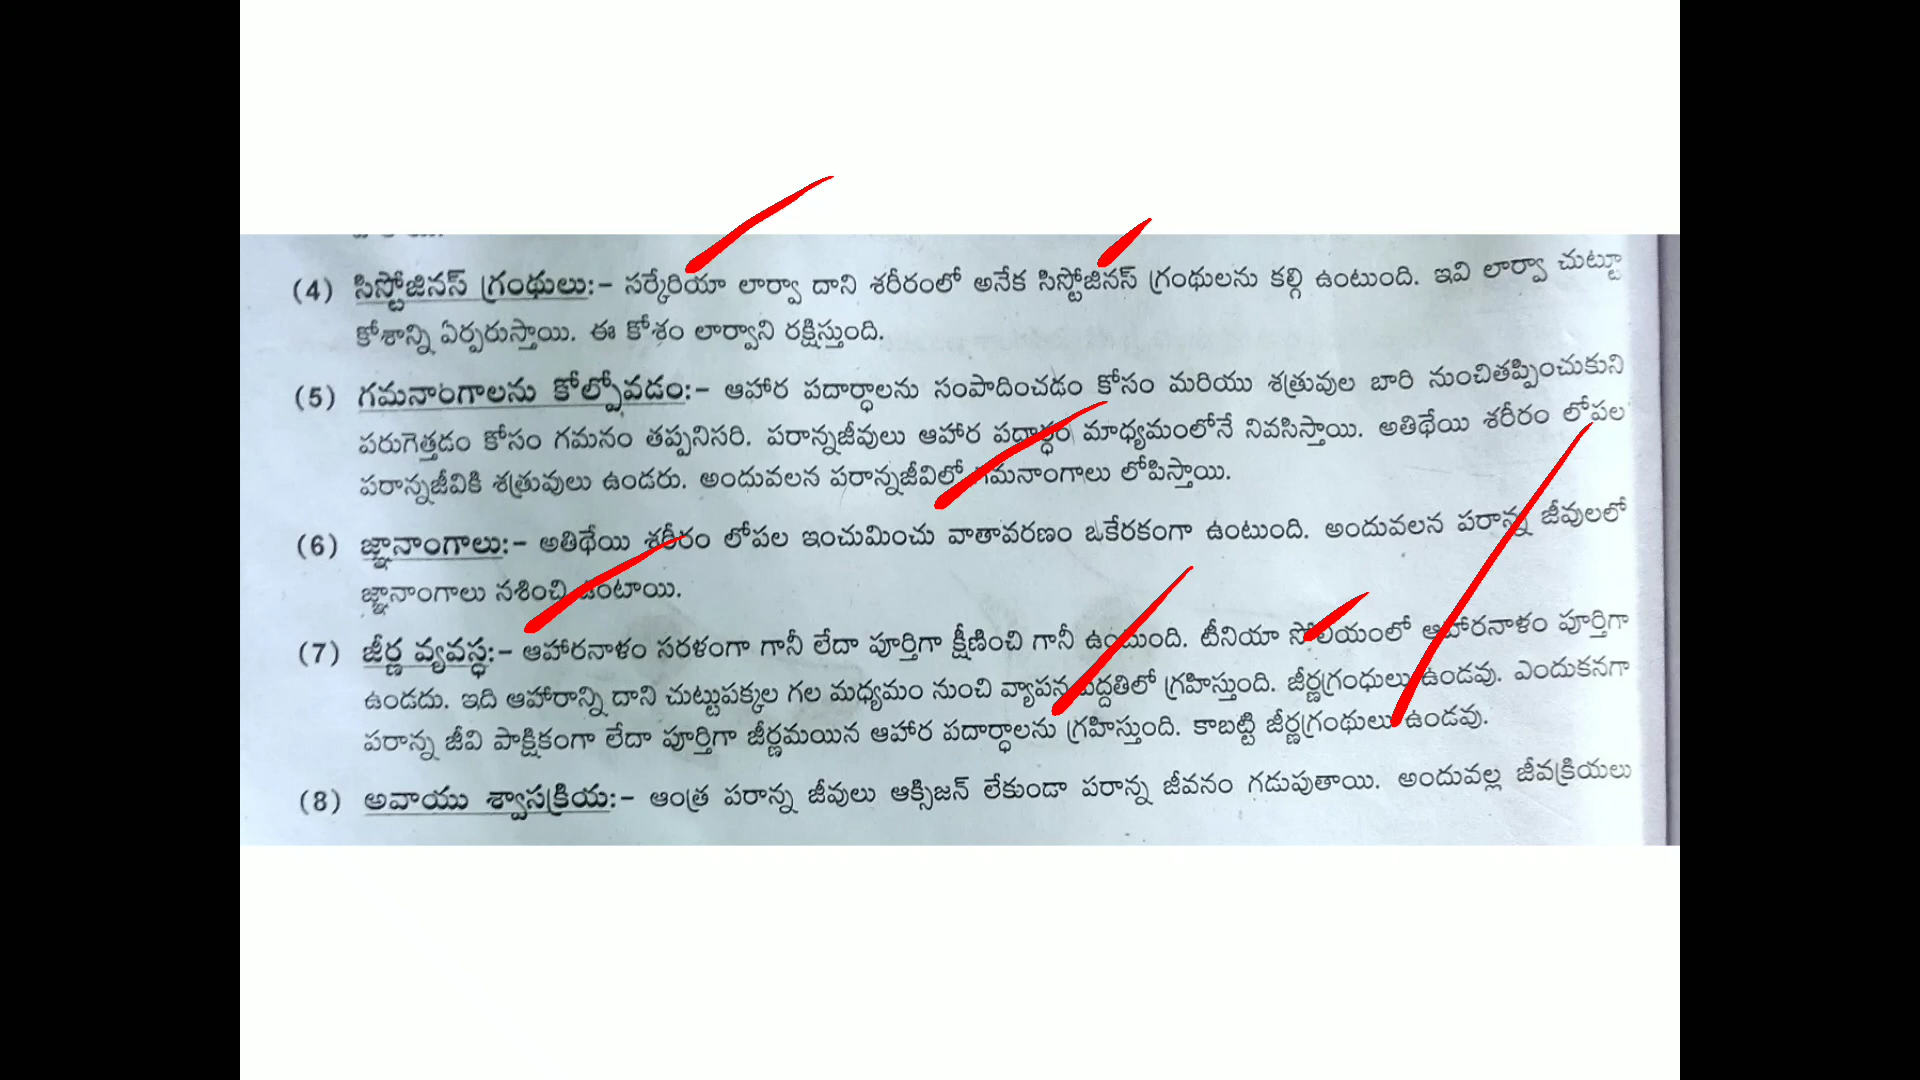 (4) సిస్టోజినస్ గ్రంథులు:- సర్కేరియా లార్వా దాని శరీరంలో అనేక సిస్టోజినస్ గ్రంథులను కల్గి ఉంటుంది. ఇవి లార్వా చుట్టూ
కోశాన్ని ఏర్పరుస్తాయి. ఈ కోశం లార్వాని రక్షిస్తుంది.
(5) గమనాంగాలను కోల్పోవడం:- ఆహార పదార్ధాలను సంపాదించడం కోసం మరియు శత్రువుల బారి నుంచితప్పించుకుని
పరుగెత్తడం కోసం గమనం తప్పనిసరి. పరాన్నజీవులు ఆహార పదార్ధం మాధ్యమంలోనే నివసిస్తాయి. అతిథేయి శరీరం లోపల
పరాన్నజీవికి శత్రువులు ఉండరు. అందువలన పరాన్నజీవిలో గమనాంగాలు లోపిస్తాయి.
(6) జ్ఞానాంగాలు:- అతిథేయి శరీరం లోపల ఇంచుమించు వాతావరణం ఒకేరకంగా ఉంటుంది. అందువలన పరాన్న జీవులలో
జ్ఞానాంగాలు నశించి ఉంటాయి.
(7) జీర్ణ వ్యవస్ధ:- ఆహారనాళం సరళంగా గానీ లేదా పూర్తిగా క్షీణించి గానీ ఉంటుంది. టీనియా సోలియంలో ఆహారనాళం పూర్తిగా
ఉండదు. ఇది ఆహారాన్ని దాని చుట్టుపక్కల గల మధ్యమం నుంచి వ్యాపన పద్దతిలో గ్రహిస్తుంది. జీర్ణగ్రంధులు ఉండవు. ఎందుకనగా
పరాన్న జీవి పాక్షికంగా లేదా పూర్తిగా జీర్ణమయిన ఆహార పదార్ధాలను గ్రహిస్తుంది. కాబట్టి జీర్ణగ్రంథులు ఉండవు.
(8) అవాయు శ్వాసక్రియ:- ఆంత్ర పరాన్న జీవులు ఆక్సిజన్ లేకుండా పరాన్న జీవనం గడుపుతాయి. అందువల్ల జీవక్రియలు